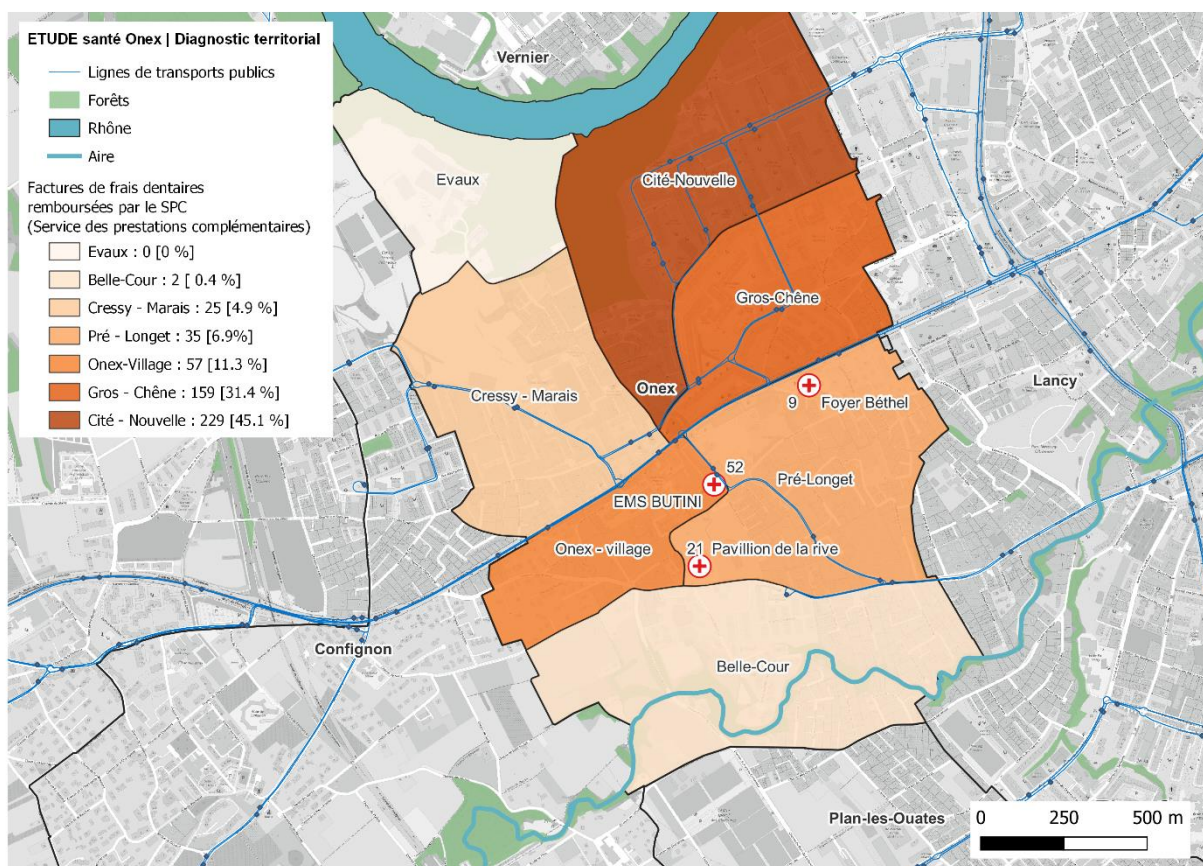 ETUDE santé Onex | Diagnostic territorial
Lignes de transports publics
Forêts
Rhône
Aire
Factures de frais dentaires
remboursées par le SPC
(Service des prestations complémentaires)
Evaux : 0 [0 %]
Belle-Cour : 2 [ 0.4 %]
Cressy - Marais : 25 [4.9 %]
Pré - Longet : 35 [6.9%]
Onex-Village : 57 [11.3 %]
Gros - Chêne : 159 [31.4 %]
Cité - Nouvelle : 229 [45.1 %]
Vernier
Evaux
Cité-Nouvelle
Gros-Chêne
Onex
Lancy
Cressy - Marais
9 Foyer Béthel
52
Pré-Longet
EMS BUTINI
Onex - village
21 Pavillion de la rive
Confignon
Belle-Cour
Plan-les-Ouates
0 250 500 m